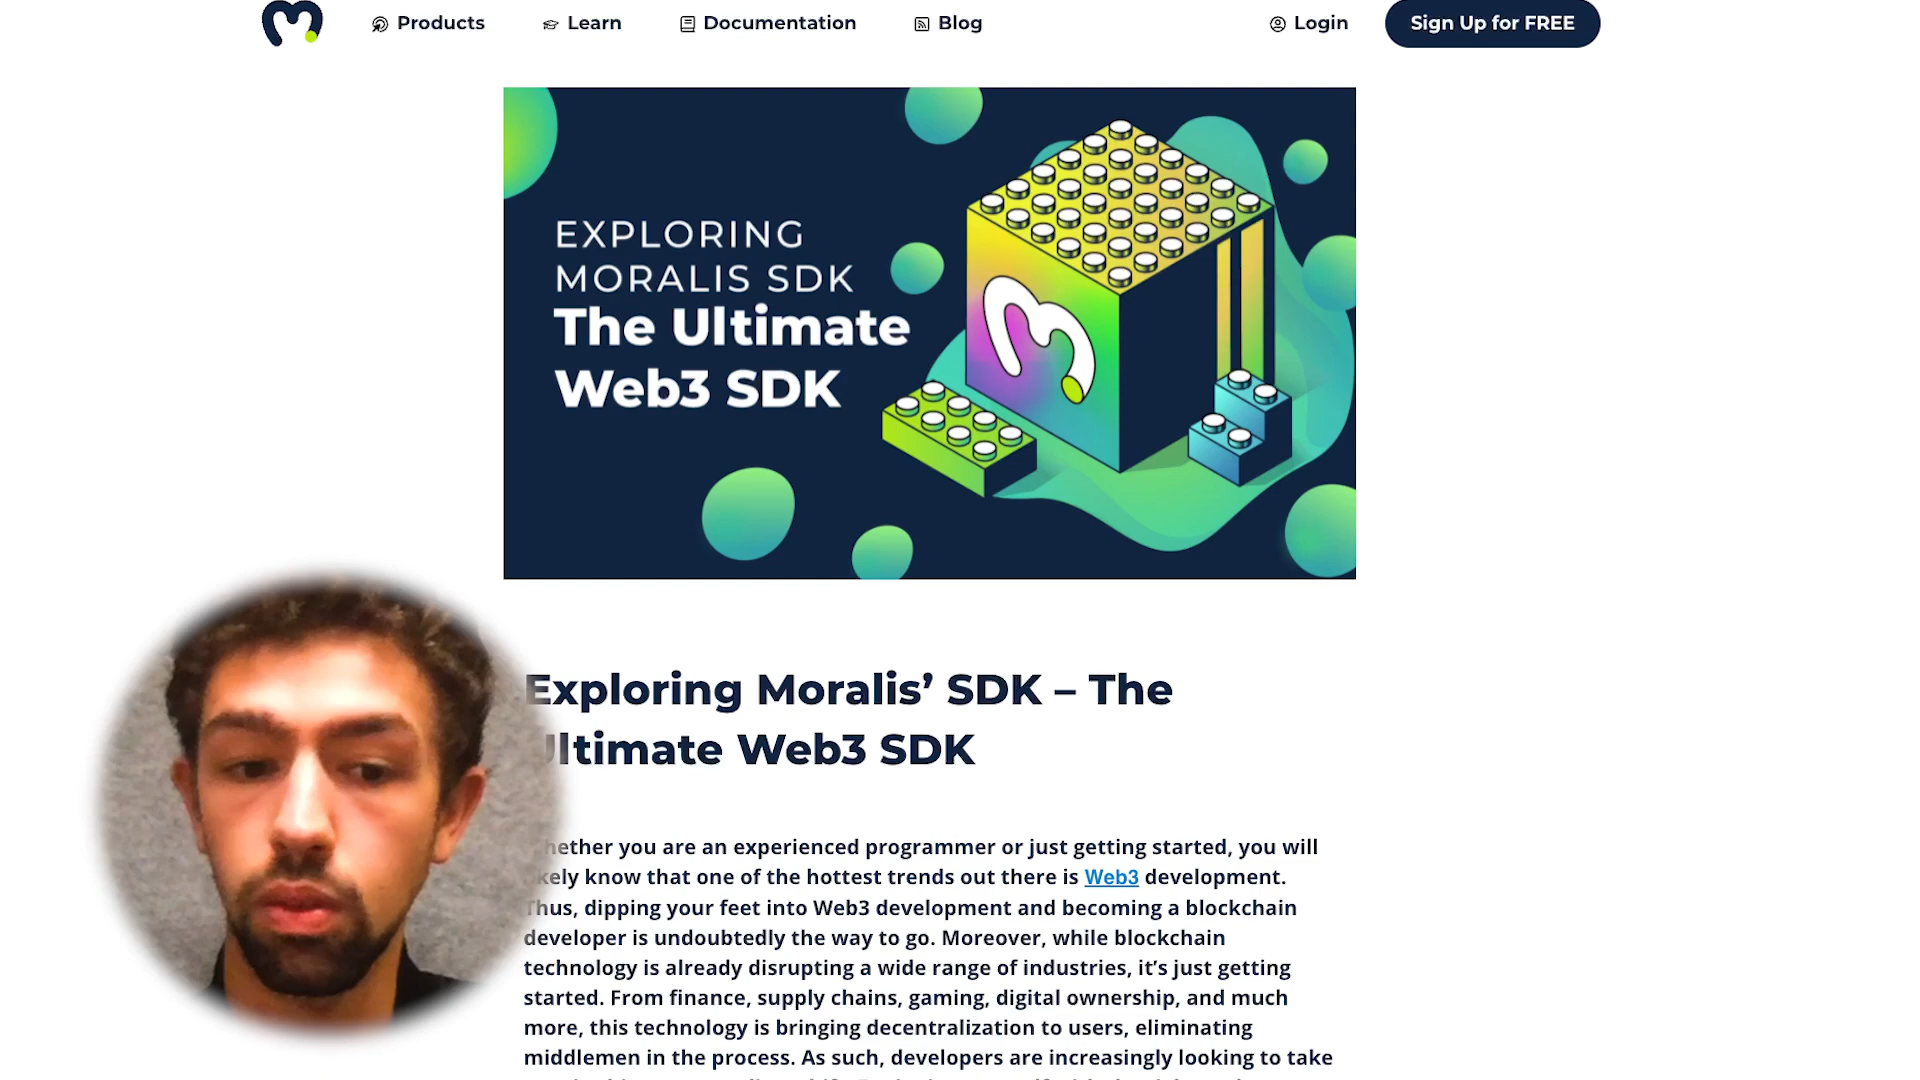 Products
Learn
Documentation
Blog
Login
Sign Up for FREE
EXPLORING
MORALIS SDK
The Ultimate
Web3 SDK
Exploring Moralis’ SDK – The
Ultimate Web3 SDK
Whether you are an experienced programmer or just getting started, you will
likely know that one of the hottest trends out there is Web3 development.
Thus, dipping your feet into Web3 development and becoming a blockchain
developer is undoubtedly the way to go. Moreover, while blockchain
technology is already disrupting a wide range of industries, it’s just getting
started. From finance, supply chains, gaming, digital ownership, and much
more, this technology is bringing decentralization to users, eliminating
middlemen in the process. As such, developers are increasingly looking to take